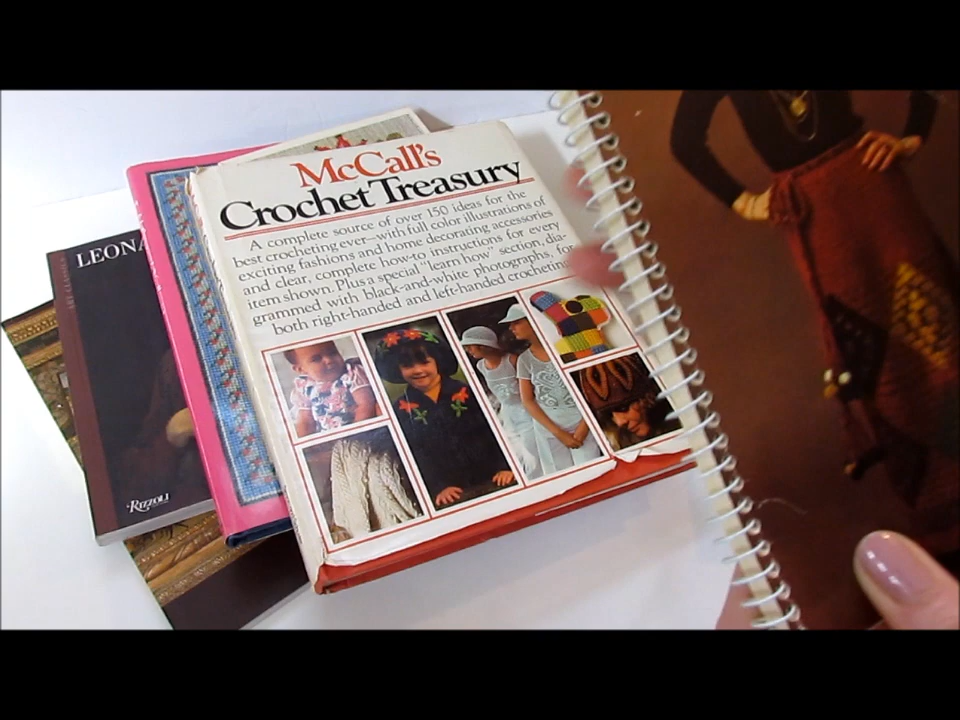 McCall's
Crochet Treasury
A complete source of over 150 ideas for the
best crocheting ever—with full color illustrations of
exciting fashions and home decorating accessories
and clear, complete how-to instructions for every
item shown. Plus a special "learn how" section, dia-
grammed with black-and-white photographs, for
both right-handed and left-handed crocheting.
LEONA
ART CLASSICS
RIZZOLI